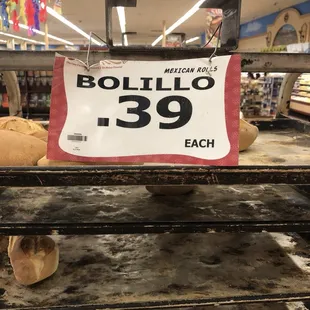 MEXICAN ROLLS
BOLILLO
.39
EACH